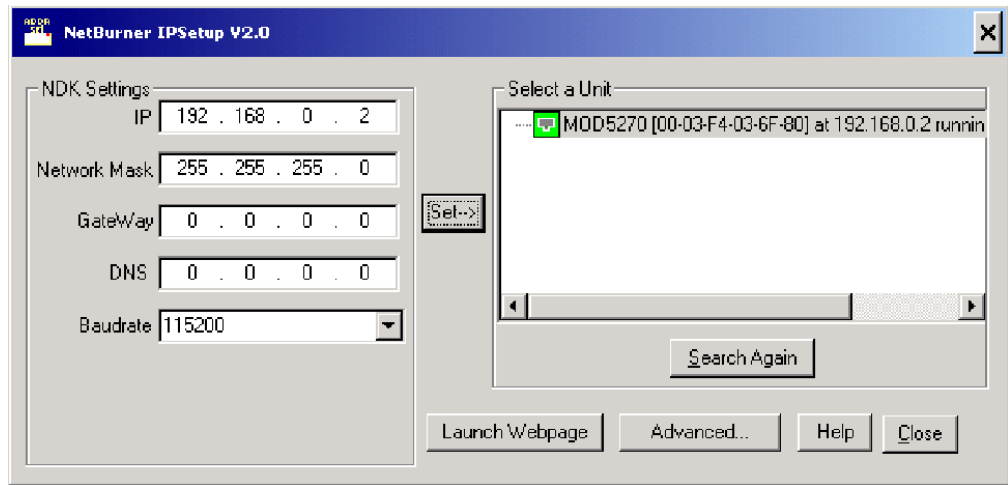 ADDR
SET
NetBurner IPSetup V2.0
NDK Settings
IP 192 . 168 . 0 . 2
Network Mask 255 . 255 . 255 . 0
GateWay 0 . 0 . 0 . 0
DNS 0 . 0 . 0 . 0
Baudrate 115200
Set-->
Select a Unit
MOD5270 [00-03-F4-03-6F-80] at 192.168.0.2 runnin
Search Again
Launch Webpage
Advanced...
Help
Close